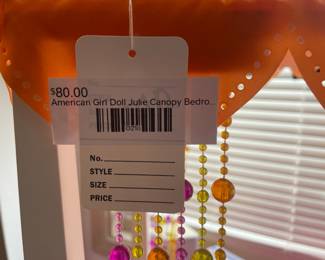 $80.00
American Girl Doll Julie Canopy Bedro...
No.
STYLE
SIZE
PRICE